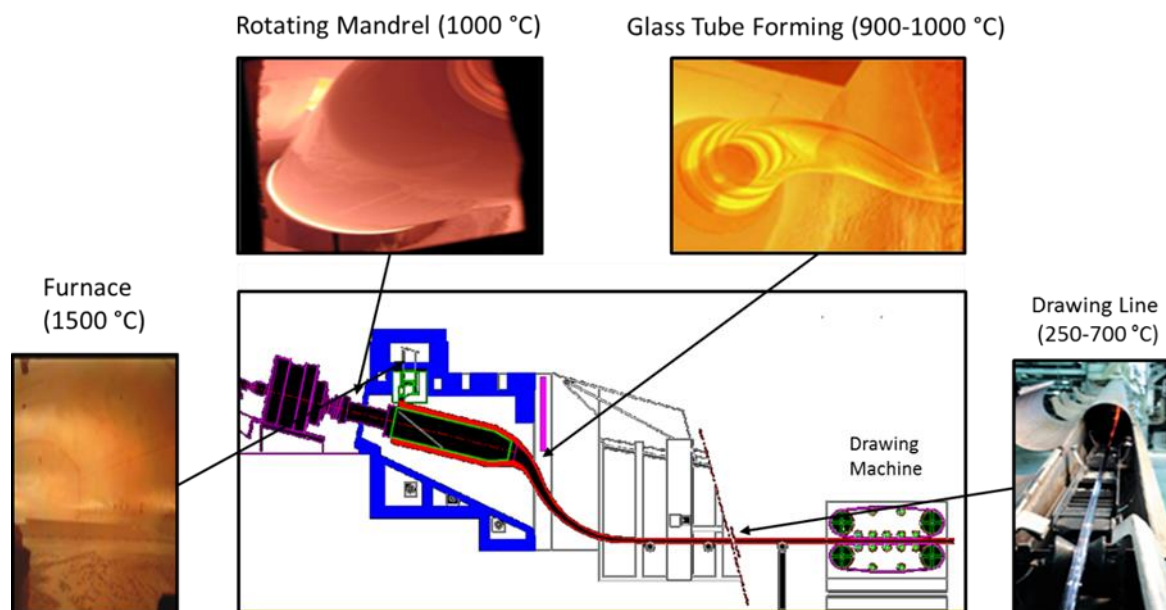 Rotating Mandrel (1000 °C)
Glass Tube Forming (900-1000 °C)
Furnace
(1500 °C)
Drawing Line
(250-700 °C)
Drawing
Machine